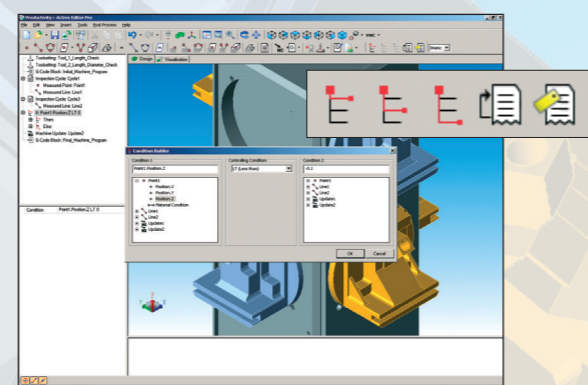 Productivity+ Active Editor Pro
File Edit View Insert Tools Post Process Help
Design Visualisation
Toolsetting: Tool_1_Length_Check
Toolsetting: Tool_2_Length_Diameter_Check
G-Code Block: Initial_Machine_Program
Inspection Cycle: Cycle1
Measured Point: Point1
Measured Line: Line1
Inspection Cycle: Cycle2
Measured Line: Line2
If: Point1.Position.Z LT 0
Then:
Else
Machine Update: Update2
G-Code Block: Final_Machine_Program
Condition Point1.Position.Z LT 0
Condition Builder
Condition 1 Controlling Condition Condition 2
Point1.Position.Z LT (Less than) -0.1
Point1 Point1
Position.X Line1
Position.Y Line2
Position.Z Update1
Material Condition Update2
Line1
Line2
Update1
Update2
OK Cancel